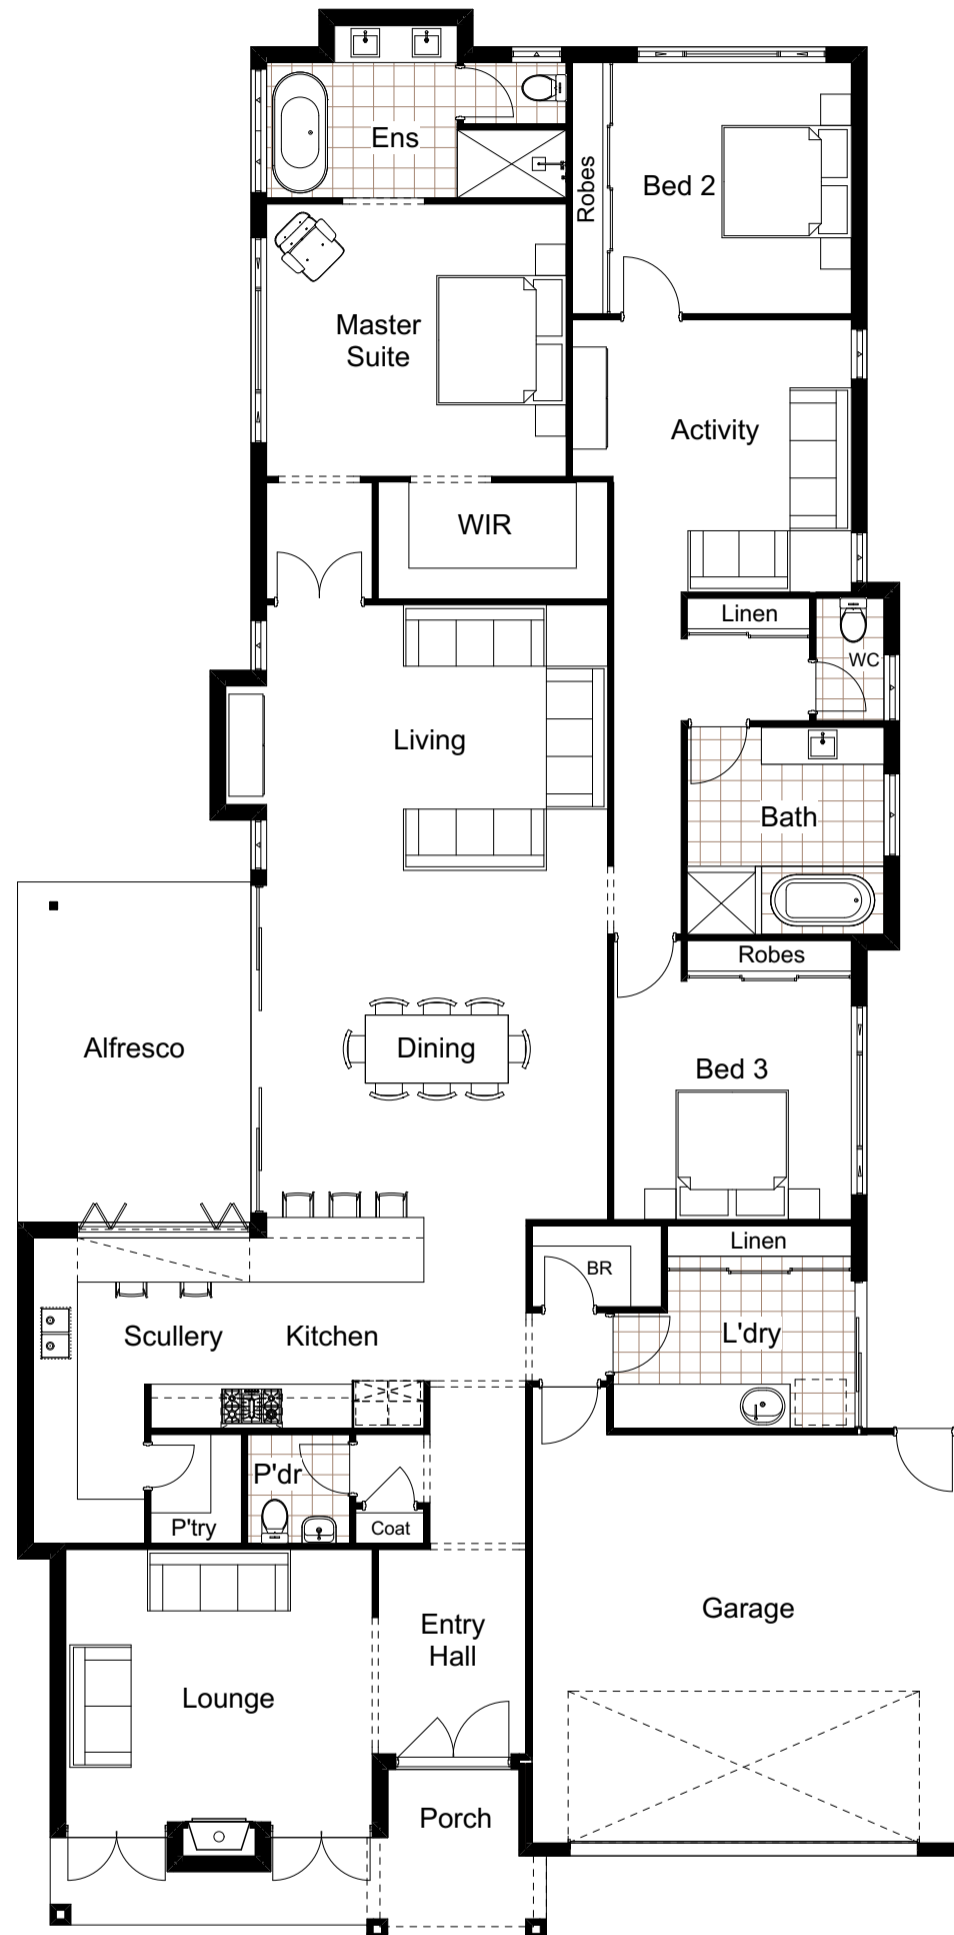 Ens
Robes
Bed 2
Master
Suite
Activity
WIR
Linen
WC
Living
Bath
Robes
Alfresco
Dining
Bed 3
Linen
BR
Scullery
Kitchen
L'dry
P'dr
P'try
Coat
Garage
Entry
Hall
Lounge
Porch